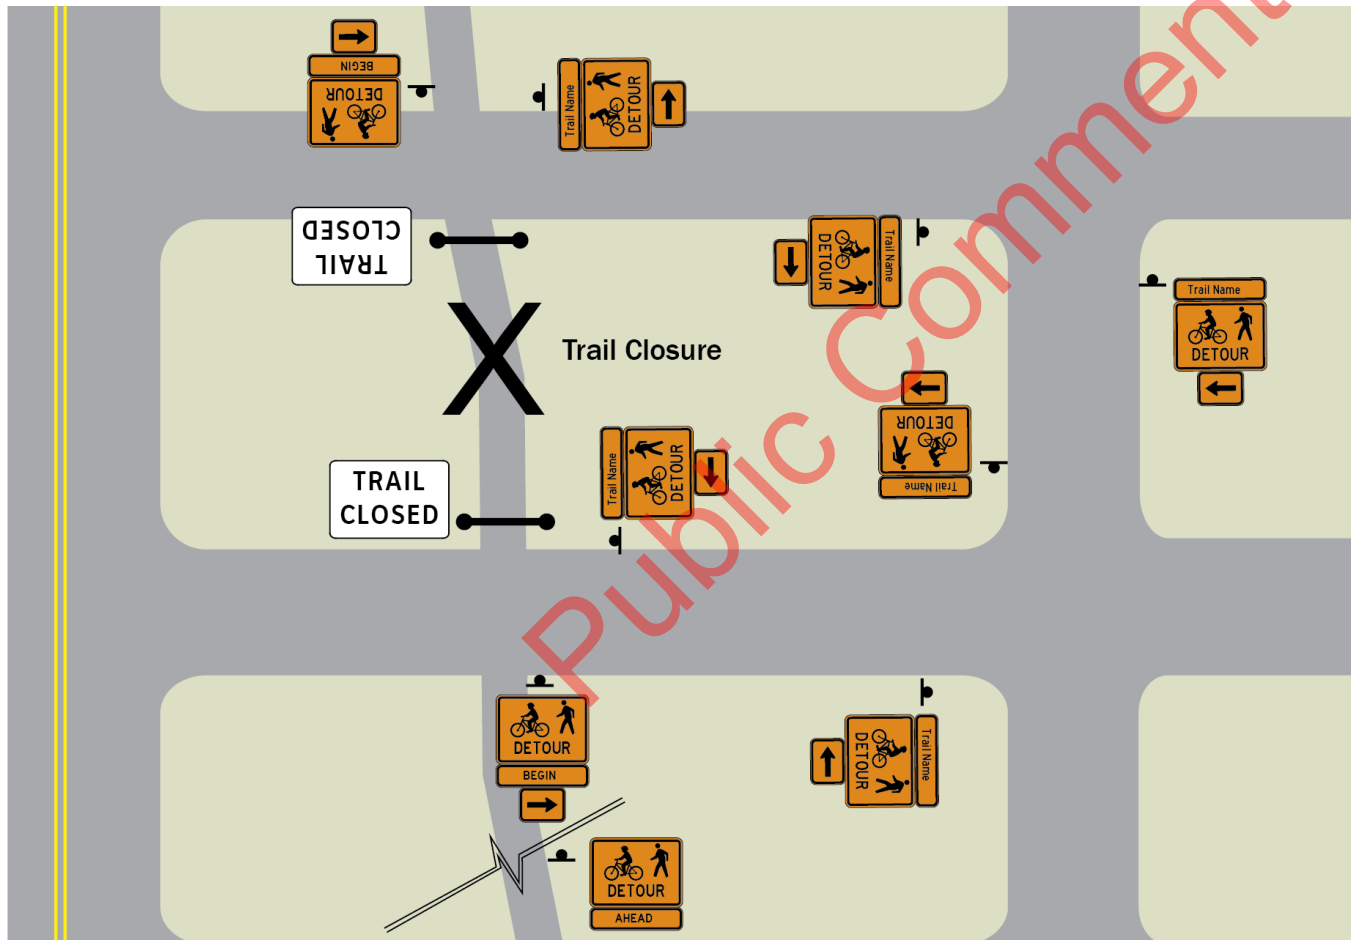 BEGIN
DETOUR
Trail Name
DETOUR
TRAIL
CLOSED
Trail Name
DETOUR
Trail Name
DETOUR
Trail Closure
DETOUR
Trail Name
Trail Name
DETOUR
TRAIL
CLOSED
DETOUR
BEGIN
Trail Name
DETOUR
DETOUR
AHEAD
Public Comment